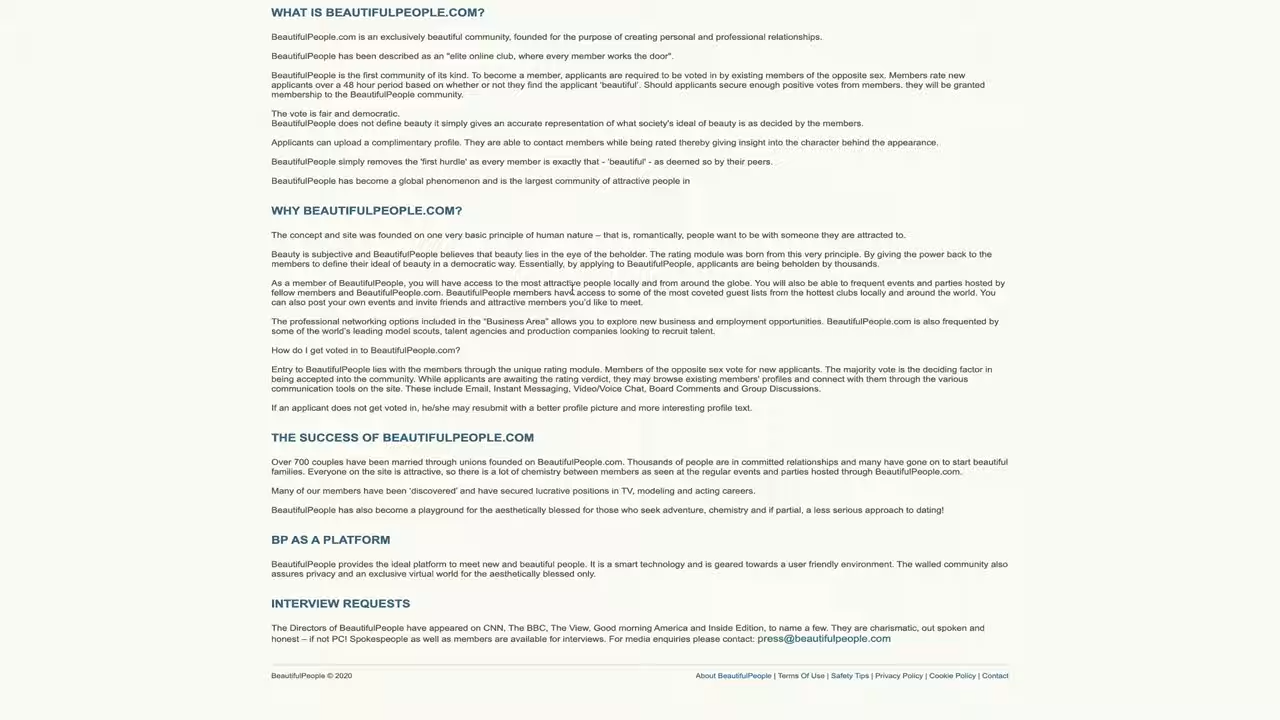 WHAT IS BEAUTIFULPEOPLE.COM?
BeautifulPeople.com is an exclusively beautiful community, founded for the purpose of creating personal and professional relationships.
BeautifulPeople has been described as an "elite online club, where every member works the door".
BeautifulPeople is the first community of its kind. To become a member, applicants are required to be voted in by existing members of the opposite sex. Members rate new
applicants over a 48 hour period based on whether or not they find the applicant 'beautiful'. Should applicants secure enough positive votes from members. they will be granted
membership to the BeautifulPeople community.
The vote is fair and democratic.
BeautifulPeople does not define beauty it simply gives an accurate representation of what society's ideal of beauty is as decided by the members.
Applicants can upload a complimentary profile. They are able to contact members while being rated thereby giving insight into the character behind the appearance.
BeautifulPeople simply removes the 'first hurdle' as every member is exactly that - 'beautiful' - as deemed so by their peers.
BeautifulPeople has become a global phenomenon and is the largest community of attractive people in
WHY BEAUTIFULPEOPLE.COM?
The concept and site was founded on one very basic principle of human nature – that is, romantically, people want to be with someone they are attracted to.
Beauty is subjective and BeautifulPeople believes that beauty lies in the eye of the beholder. The rating module was born from this very principle. By giving the power back to the
members to define their ideal of beauty in a democratic way. Essentially, by applying to BeautifulPeople, applicants are being beholden by thousands.
As a member of BeautifulPeople, you will have access to the most attractive people locally and from around the globe. You will also be able to frequent events and parties hosted by
fellow members and BeautifulPeople.com. BeautifulPeople members have access to some of the most coveted guest lists from the hottest clubs locally and around the world. You
can also post your own events and invite friends and attractive members you'd like to meet.
The professional networking options included in the "Business Area" allows you to explore new business and employment opportunities. BeautifulPeople.com is also frequented by
some of the world's leading model scouts, talent agencies and production companies looking to recruit talent.
How do I get voted in to BeautifulPeople.com?
Entry to BeautifulPeople lies with the members through the unique rating module. Members of the opposite sex vote for new applicants. The majority vote is the deciding factor in
being accepted into the community. While applicants are awaiting the rating verdict, they may browse existing members' profiles and connect with them through the various
communication tools on the site. These include Email, Instant Messaging, Video/Voice Chat, Board Comments and Group Discussions.
If an applicant does not get voted in, he/she may resubmit with a better profile picture and more interesting profile text.
THE SUCCESS OF BEAUTIFULPEOPLE.COM
Over 700 couples have been married through unions founded on BeautifulPeople.com. Thousands of people are in committed relationships and many have gone on to start beautiful
families. Everyone on the site is attractive, so there is a lot of chemistry between members as seen at the regular events and parties hosted through BeautifulPeople.com.
Many of our members have been 'discovered' and have secured lucrative positions in TV, modeling and acting careers.
BeautifulPeople has also become a playground for the aesthetically blessed for those who seek adventure, chemistry and if partial, a less serious approach to dating!
BP AS A PLATFORM
BeautifulPeople provides the ideal platform to meet new and beautiful people. It is a smart technology and is geared towards a user friendly environment. The walled community also
assures privacy and an exclusive virtual world for the aesthetically blessed only.
INTERVIEW REQUESTS
The Directors of BeautifulPeople have appeared on CNN, The BBC, The View, Good morning America and Inside Edition, to name a few. They are charismatic, out spoken and
honest – if not PC! Spokespeople as well as members are available for interviews. For media enquiries please contact: press@beautifulpeople.com
BeautifulPeople © 2020 About BeautifulPeople | Terms Of Use | Safety Tips | Privacy Policy | Cookie Policy | Contact